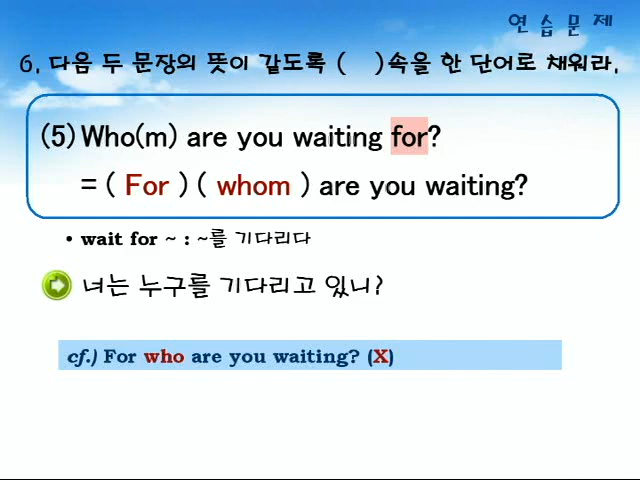 연습문제
6. 다음 두 문장의 뜻이 같도록 (    )속을 한 단어로 채워라.
(5) Who(m) are you waiting for?
= ( For ) ( whom ) are you waiting?
• wait for ~ : ~를 기다리다
너는 누구를 기다리고 있니?
cf.) For who are you waiting? (X)